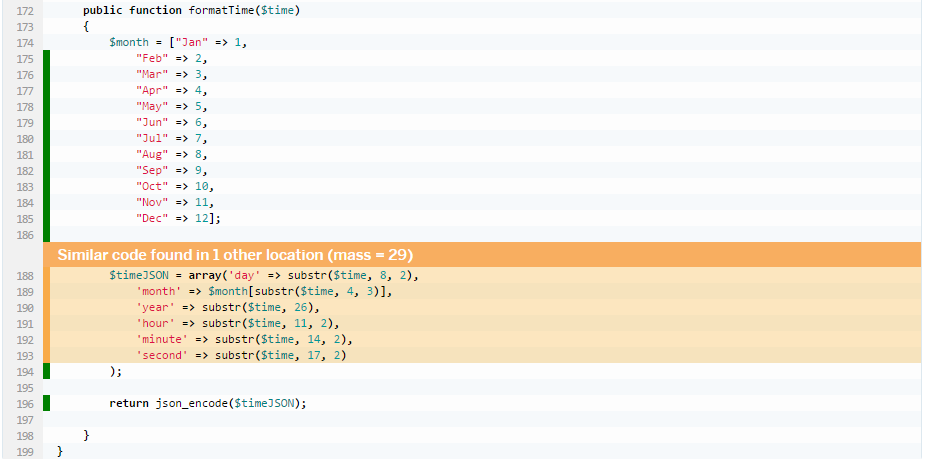 172 public function formatTime($time)
173 {
174 $month = ["Jan" => 1,
175 "Feb" => 2,
176 "Mar" => 3,
177 "Apr" => 4,
178 "May" => 5,
179 "Jun" => 6,
180 "Jul" => 7,
181 "Aug" => 8,
182 "Sep" => 9,
183 "Oct" => 10,
184 "Nov" => 11,
185 "Dec" => 12];
186
Similar code found in 1 other location (mass = 29)
188 $timeJSON = array('day' => substr($time, 8, 2),
189 'month' => $month[substr($time, 4, 3)],
190 'year' => substr($time, 26),
191 'hour' => substr($time, 11, 2),
192 'minute' => substr($time, 14, 2),
193 'second' => substr($time, 17, 2)
194 );
195
196 return json_encode($timeJSON);
197
198 }
199 }